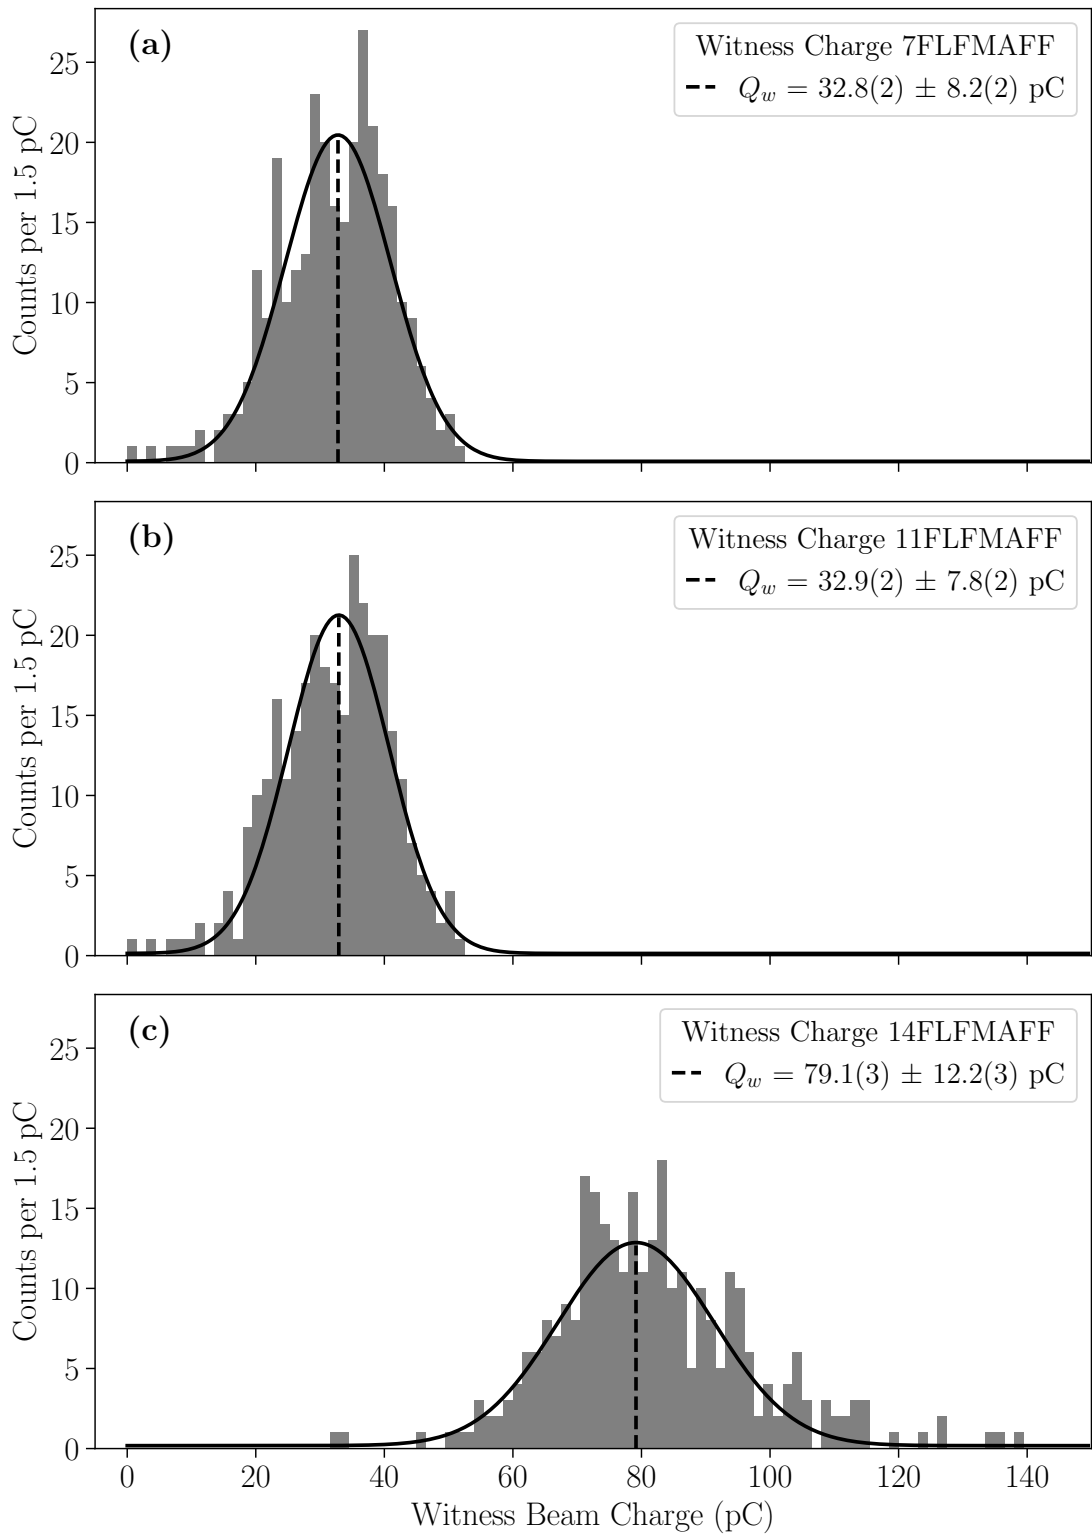 (a)
Witness Charge 7FLFMAFF
Q_w = 32.8(2) ± 8.2(2) pC
Counts per 1.5 pC
25
20
15
10
5
0
(b)
Witness Charge 11FLFMAFF
Q_w = 32.9(2) ± 7.8(2) pC
Counts per 1.5 pC
25
20
15
10
5
0
(c)
Witness Charge 14FLFMAFF
Q_w = 79.1(3) ± 12.2(3) pC
Counts per 1.5 pC
25
20
15
10
5
0
0 20 40 60 80 100 120 140
Witness Beam Charge (pC)